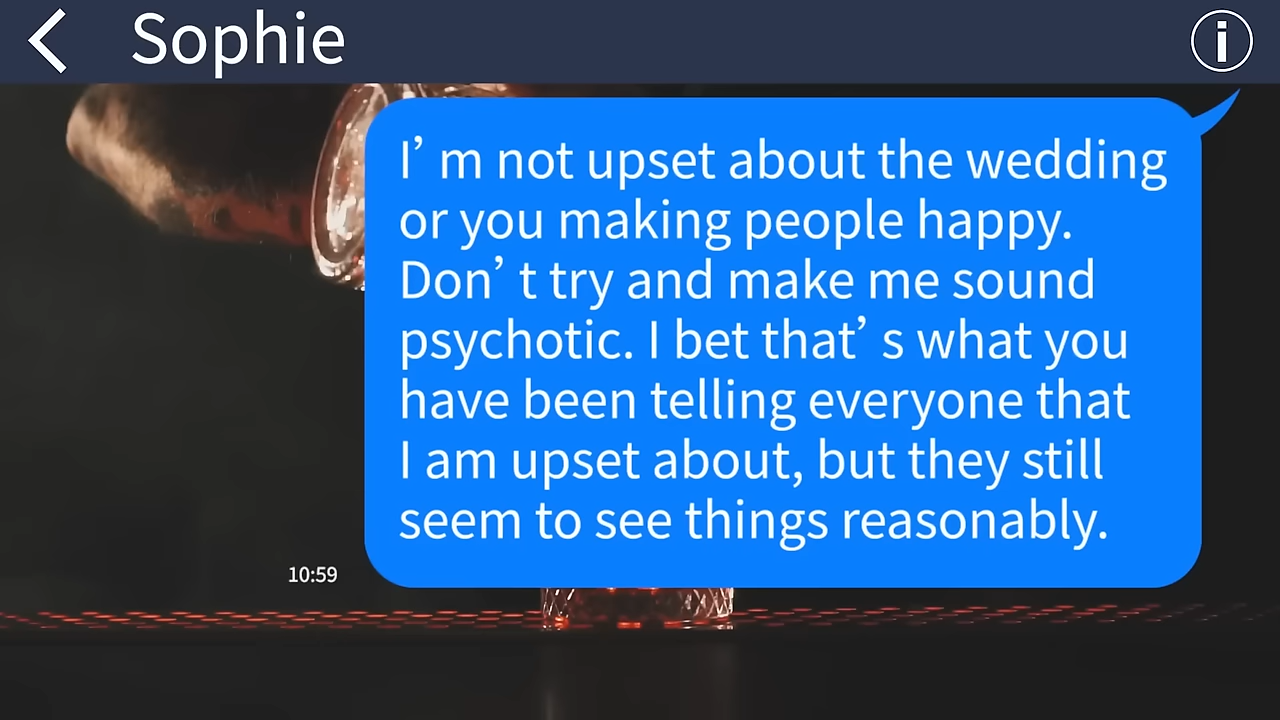 Sophie
I’ m not upset about the wedding
or you making people happy.
Don’ t try and make me sound
psychotic. I bet that’ s what you
have been telling everyone that
I am upset about, but they still
seem to see things reasonably.
10:59